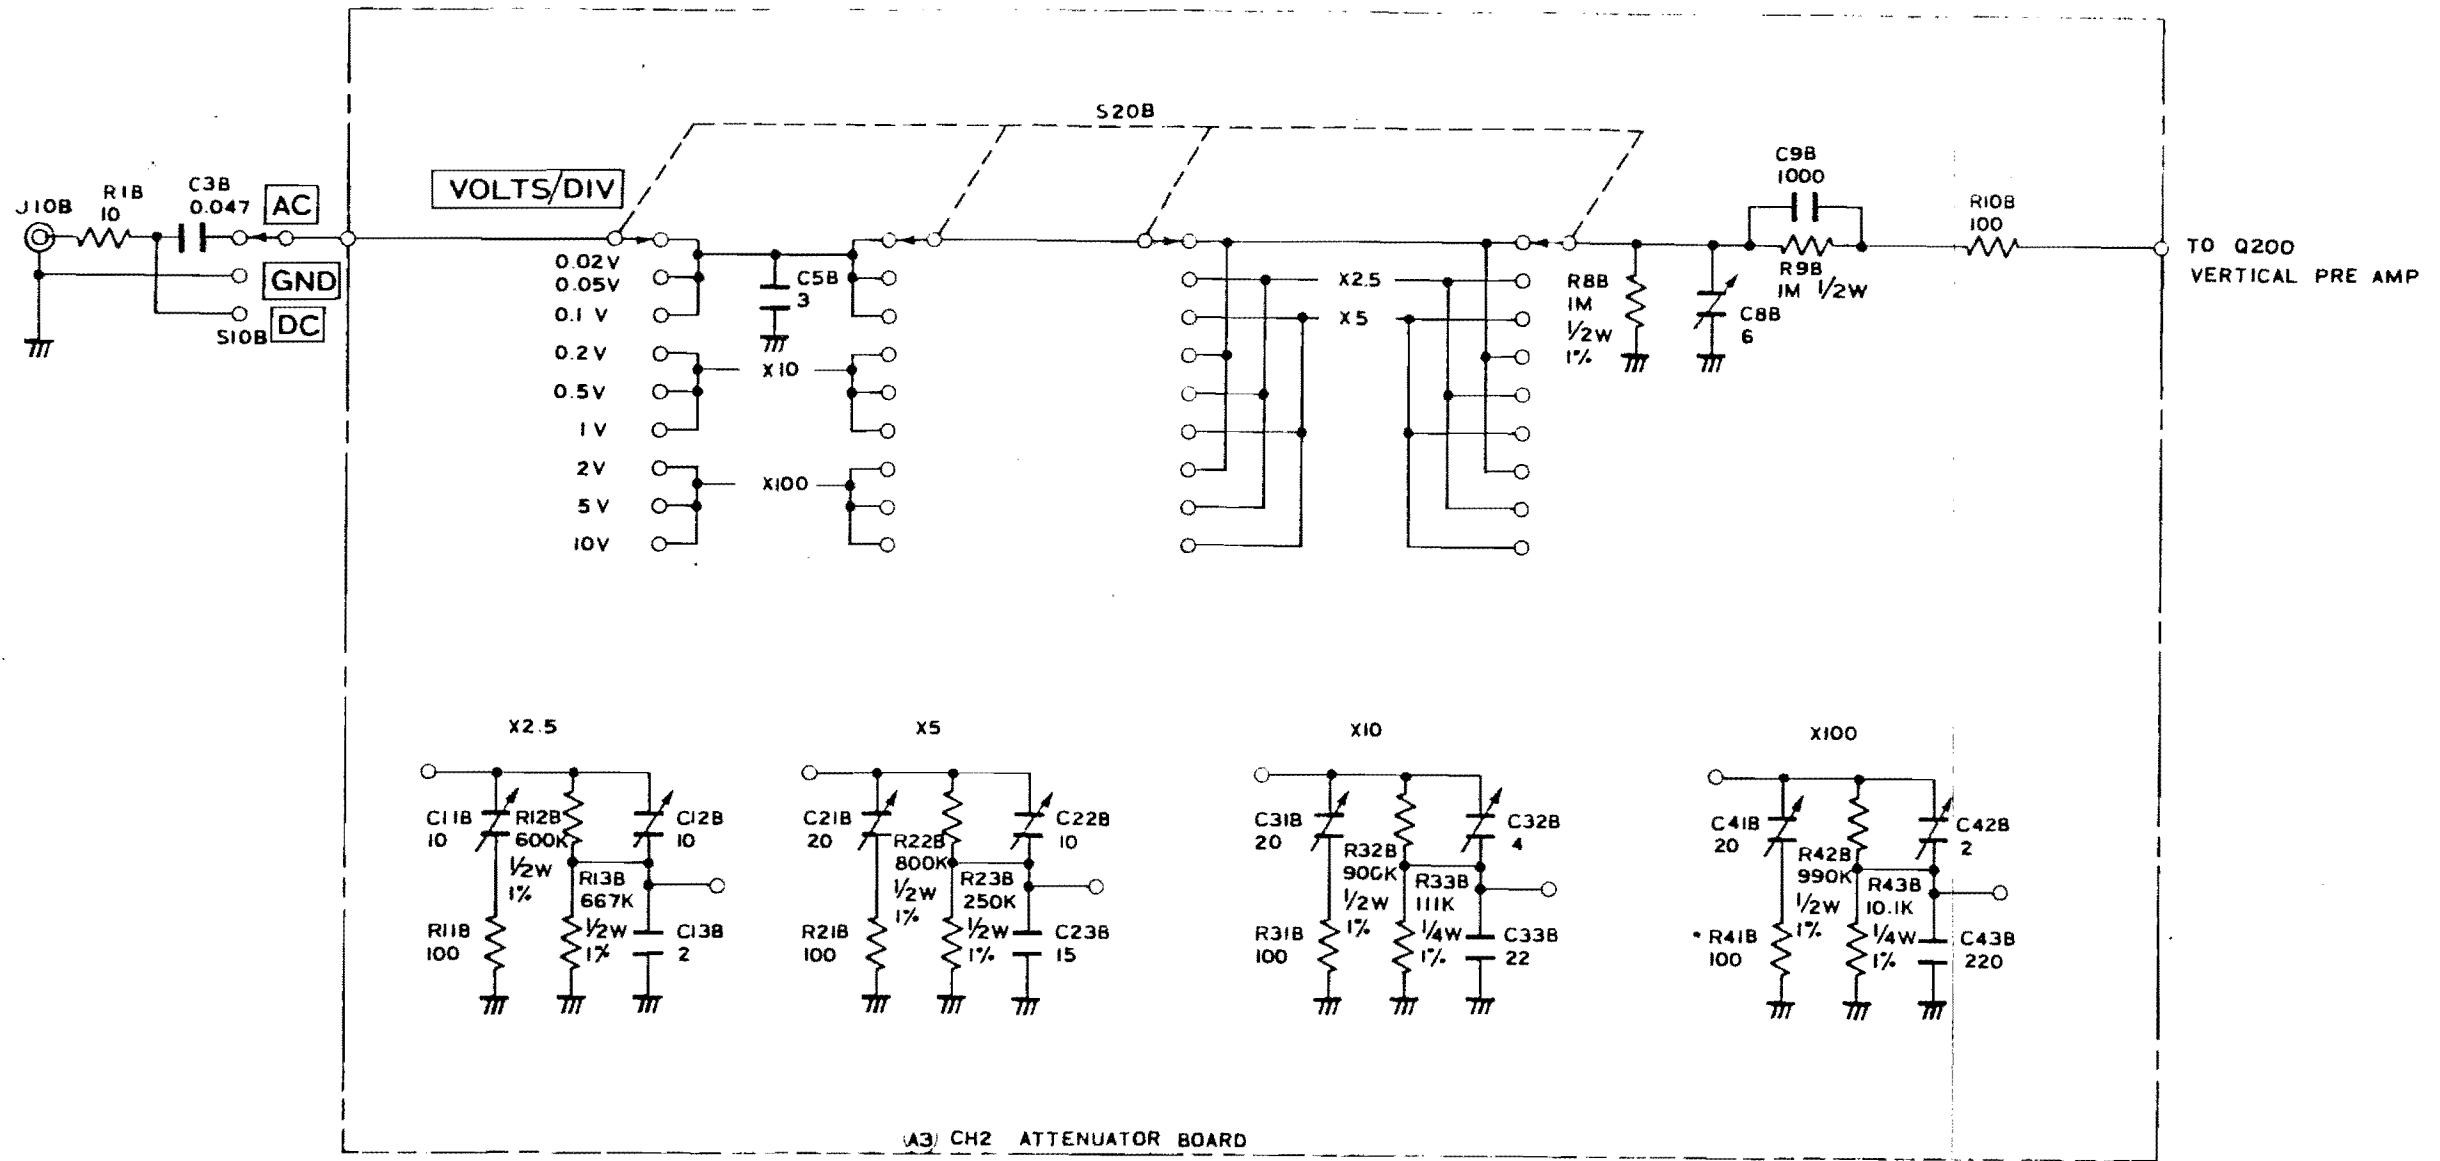 S20B
VOLTS/DIV
J10B
R1B
10
C3B
0.047
AC
GND
DC
S10B
0.02V
0.05V
0.1 V
0.2 V
0.5V
1 V
2V
5 V
10V
C5B
3
X10
X100
X2.5
X5
R8B
1M
1/2W
1%
C8B
6
C9B
1000
R9B
1M 1/2W
R10B
100
TO Q200
VERTICAL PRE AMP
X2.5
C11B
10
R12B
600K
1/2W
1%
C12B
10
R13B
667K
1/2W
1%
R11B
100
C13B
2
X5
C21B
20
R22B
800K
1/2W
1%
C22B
10
R23B
250K
1/2W
1%
R21B
100
C23B
15
X10
C31B
20
R32B
900K
1/2W
1%
C32B
4
R33B
111K
1/4W
1%
R31B
100
C33B
22
X100
C41B
20
R42B
990K
1/2W
1%
C42B
2
R43B
10.1K
1/4W
1%
R41B
100
C43B
220
(A3) CH2 ATTENUATOR BOARD